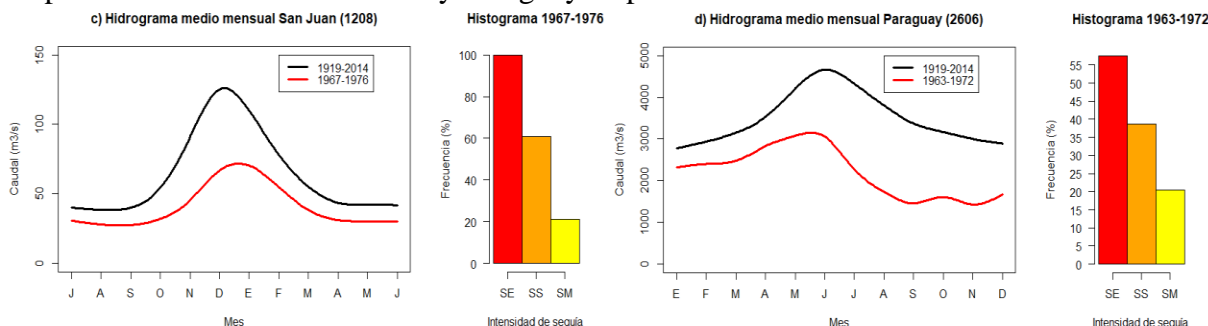 c) Hidrograma medio mensual San Juan (1208)
150
100
50
0
Caudal (m3/s)
1919-2014
1967-1976
J A S O N D E F M A M J
Mes
Histograma 1967-1976
100
80
60
40
20
0
Frecuencia (%)
SE SS SM
Intensidad de sequía
d) Hidrograma medio mensual Paraguay (2606)
5000
4000
3000
2000
1000
0
Caudal (m3/s)
1919-2014
1963-1972
E F M A M J J A S O N D
Mes
Histograma 1963-1972
55
50
45
40
35
30
25
20
15
10
5
0
Frecuencia (%)
SE SS SM
Intensidad de sequía